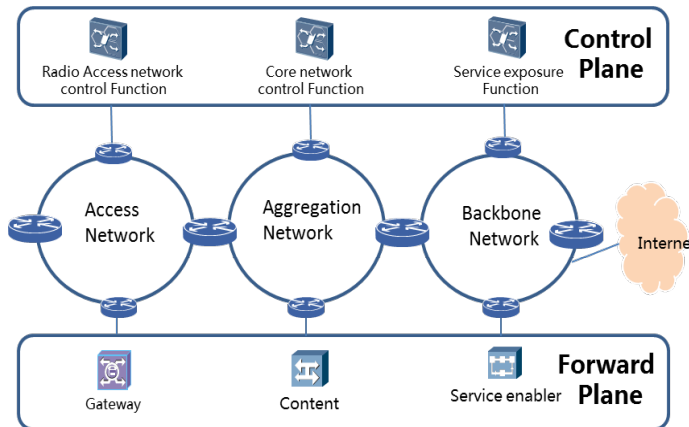 Control
Plane
Radio Access network
control Function
Core network
control Function
Service exposure
Function
Access
Network
Aggregation
Network
Backbone
Network
Interne
Forward
Plane
Gateway
Content
Service enabler